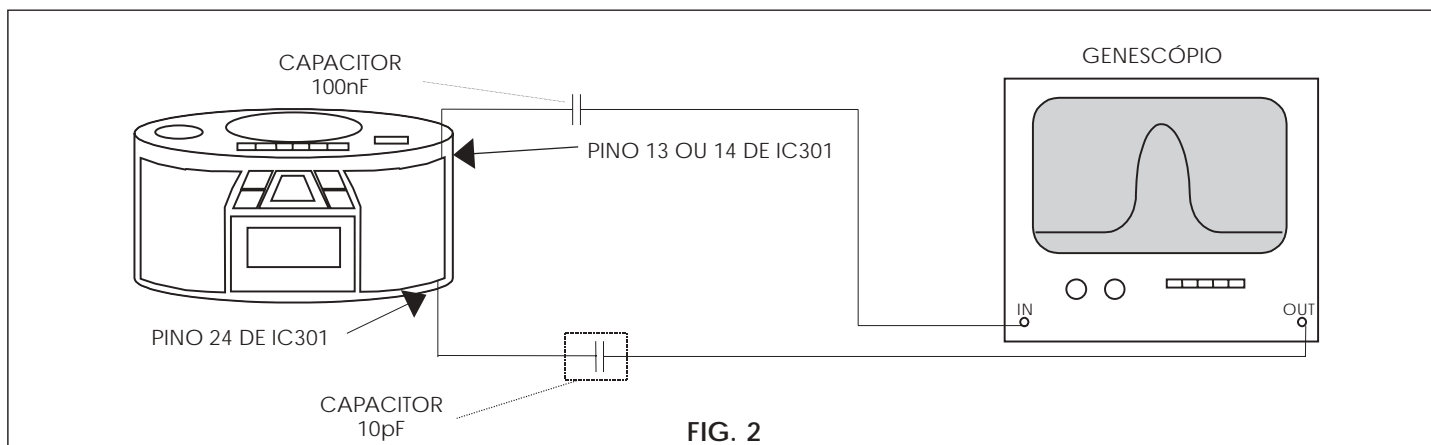 CAPACITOR
100nF
GENESCÓPIO
PINO 13 OU 14 DE IC301
IN
OUT
PINO 24 DE IC301
CAPACITOR
10pF
FIG. 2